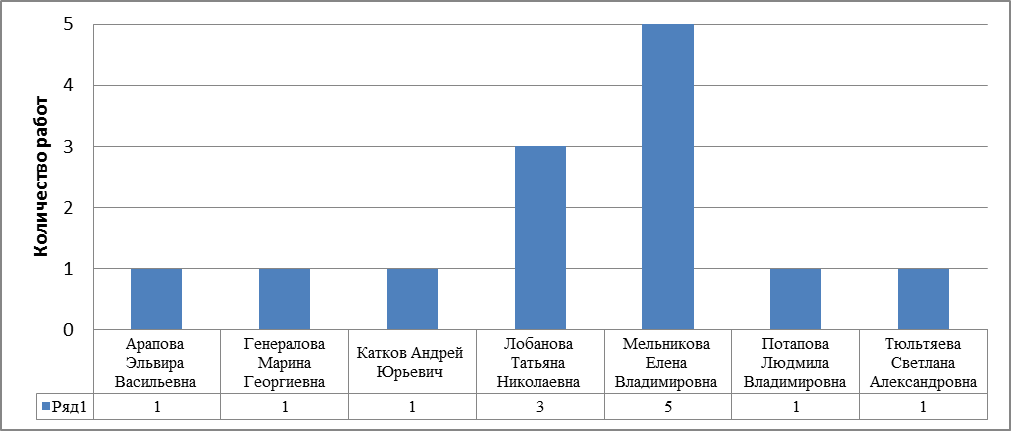 Количество работ
5
4
3
2
1
0
Арапова
Эльвира
Васильевна
Генералова
Марина
Георгиевна
Катков Андрей
Юрьевич
Лобанова
Татьяна
Николаевна
Мельникова
Елена
Владимировна
Потапова
Людмила
Владимировна
Тюльтяева
Светлана
Александровна
Ряд1 1 1 1 3 5 1 1